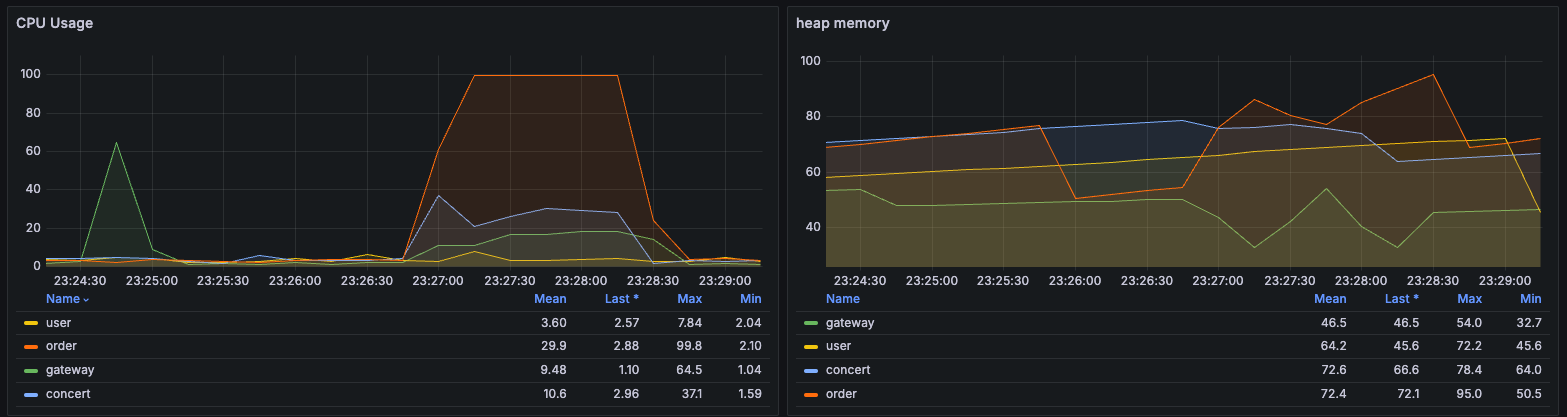 CPU Usage
100
80
60
40
20
0
23:24:30 23:25:00 23:25:30 23:26:00 23:26:30 23:27:00 23:27:30 23:28:00 23:28:30 23:29:00
Name Mean Last * Max Min
user 3.60 2.57 7.84 2.04
order 29.9 2.88 99.8 2.10
gateway 9.48 1.10 64.5 1.04
concert 10.6 2.96 37.1 1.59
heap memory
100
80
60
40
23:24:30 23:25:00 23:25:30 23:26:00 23:26:30 23:27:00 23:27:30 23:28:00 23:28:30 23:29:00
Name Mean Last * Max Min
gateway 46.5 46.5 54.0 32.7
user 64.2 45.6 72.2 45.6
concert 72.6 66.6 78.4 64.0
order 72.4 72.1 95.0 50.5